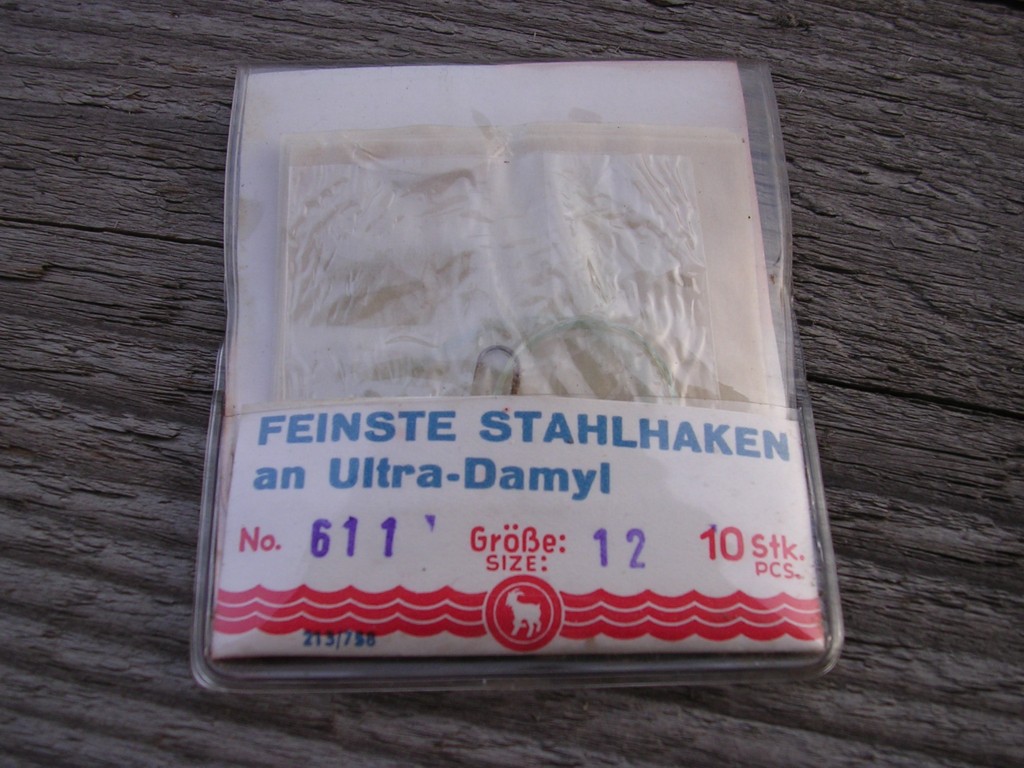 FEINSTE STAHLHAKEN
an Ultra-Damyl
No. 611 Größe: 12 10 Stk.
SIZE: PCS.
213/758